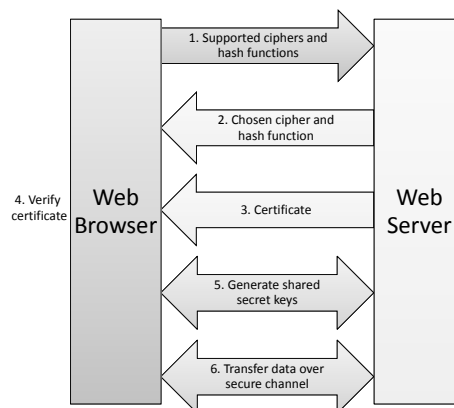 1. Supported ciphers and
hash functions
2. Chosen cipher and
hash function
4. Verify
certificate
Web
Browser
3. Certificate
Web
Server
5. Generate shared
secret keys
6. Transfer data over
secure channel